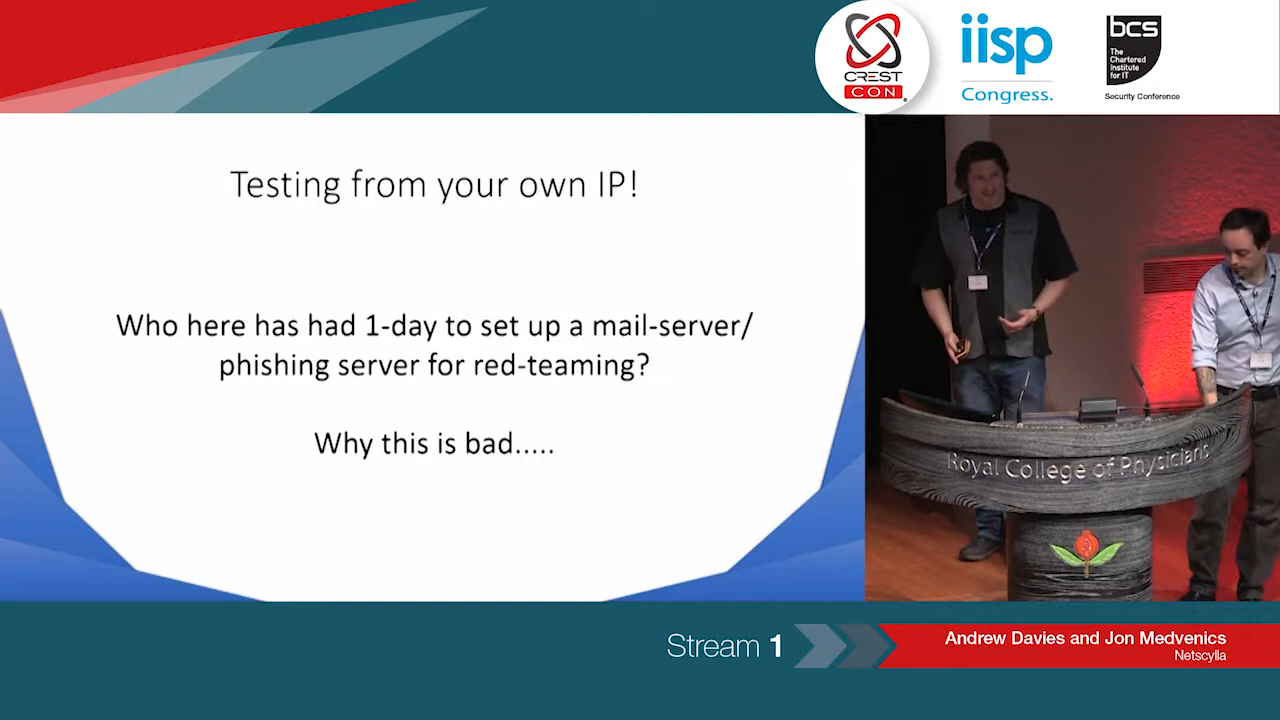 CREST
CON
iisp
Congress.
bcs
The
Chartered
Institute
for IT
Security Conference
Testing from your own IP!
Who here has had 1-day to set up a mail-server/
phishing server for red-teaming?
Why this is bad.....
Royal College of Physicians
Stream 1
Andrew Davies and Jon Medvenics
Netscylla